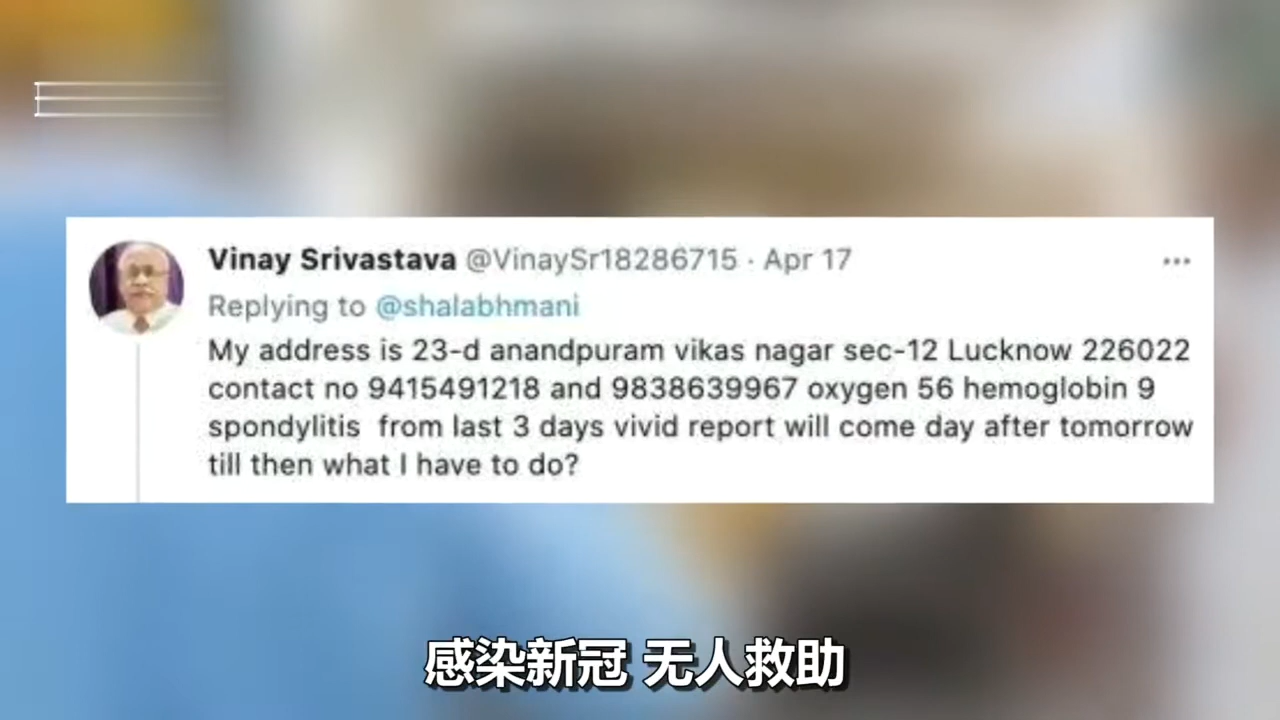 Vinay Srivastava @VinaySr18286715 · Apr 17
Replying to @shalabhmani
My address is 23-d anandpuram vikas nagar sec-12 Lucknow 226022
contact no 9415491218 and 9838639967 oxygen 56 hemoglobin 9
spondylitis from last 3 days vivid report will come day after tomorrow
till then what I have to do?
感染新冠 无人救助